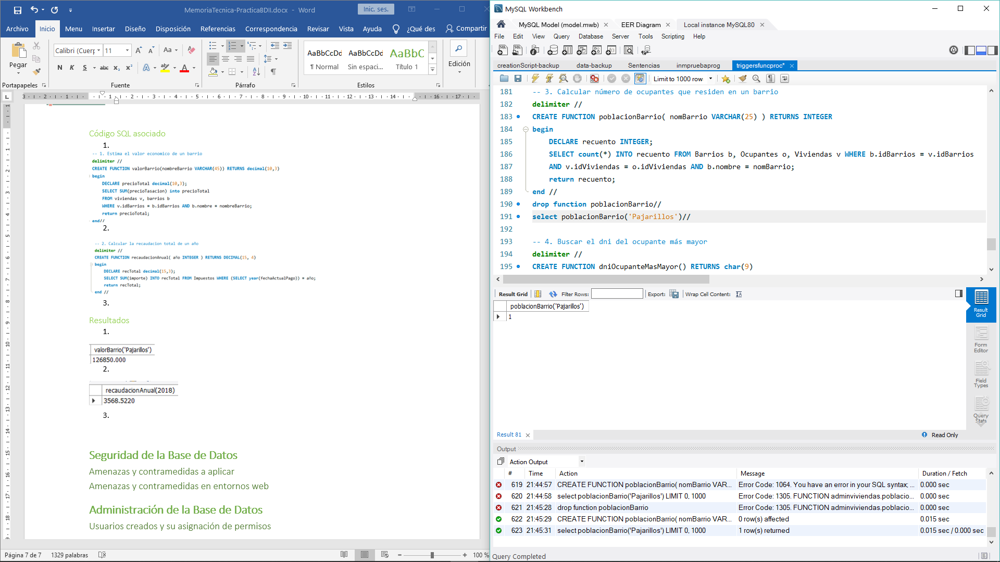 MemoriaTecnica-PracticaBDII.docx - Word
Inic. ses.
Archivo Inicio Menu Insertar Diseño Disposición Referencias Correspondencia Revisar Vista Ayuda ¿Qué des Compartir
Pegar
Calibri (Cuerp 11
Aa
N K S abc x₂ x²
AaBbCcDd AaBbCcDd AaBbC
¶ Normal Sin espaci... Título 1
Edición
Portapapeles Fuente Párrafo Estilos
Código SQL asociado
1.
-- 1. Estima el valor economico de un barrio
delimiter //
CREATE FUNCTION valorBarrio(nombreBarrio VARCHAR(45)) RETURNS decimal(10,3)
begin
DECLARE precioTotal decimal(10,3);
SELECT SUM(precioTasacion) into precioTotal
FROM viviendas v, barrios b
WHERE v.idBarrios = b.idBarrios AND b.nombre = nombreBarrio;
return precioTotal;
end//
2.
-- 2. Calcular la recaudacion total de un año
delimiter //
CREATE FUNCTION recaudacionAnual( año INTEGER ) RETURNS DECIMAL(15, 4)
begin
DECLARE recTotal decimal(15,3);
SELECT SUM(importe) INTO recTotal FROM Impuestos WHERE (SELECT year(fechaActualPago)) = año;
return recTotal;
end //
3.
Resultados
1.
valorBarrio('Pajarillos')
126850.000
2.
recaudacionAnual(2018)
3568.5220
3.
Seguridad de la Base de Datos
Amenazas y contramedidas a aplicar
Amenazas y contramedidas en entornos web
Administración de la Base de Datos
Usuarios creados y su asignación de permisos
Página 7 de 7 1329 palabras 100 %
MySQL Workbench
MySQL Model (model.mwb) EER Diagram Local instance MySQL80
File Edit View Query Database Server Tools Scripting Help
creationScript-backup data-backup Sentencias inmpruebaprog triggersfuncproc*
Limit to 1000 row
181 -- 3. Calcular número de ocupantes que residen en un barrio
182 delimiter //
183 CREATE FUNCTION poblacionBarrio( nomBarrio VARCHAR(25) ) RETURNS INTEGER
184 begin
185 DECLARE recuento INTEGER;
186 SELECT count(*) INTO recuento FROM Barrios b, Ocupantes o, Viviendas v WHERE b.idBarrios = v.idBarrios
187 AND v.idViviendas = o.idViviendas AND b.nombre = nomBarrio;
188 return recuento;
189 end //
190 drop function poblacionBarrio//
191 select poblacionBarrio('Pajarillos')//
192
193 -- 4. Buscar el dni del ocupante más mayor
194 delimiter //
195 CREATE FUNCTION dniOcupanteMasMayor() RETURNS char(9)
Result Grid Filter Rows: Export: Wrap Cell Content:
poblacionBarrio('Pajarillos')
1
Result Grid
Form Editor
Field Types
Query Stats
Result 81 Read Only
Output
Action Output
# Time Action Message Duration / Fetch
619 21:44:57 CREATE FUNCTION poblacionBarrio( nomBarrio VAR... Error Code: 1064. You have an error in your SQL syntax; ... 0.000 sec
620 21:44:58 select poblacionBarrio('Pajarillos') LIMIT 0, 1000 Error Code: 1305. FUNCTION adminviviendas.poblacio... 0.000 sec
621 21:45:28 drop function poblacionBarrio Error Code: 1305. FUNCTION adminviviendas.poblacio... 0.000 sec
622 21:45:29 CREATE FUNCTION poblacionBarrio( nomBarrio VAR... 0 row(s) affected 0.015 sec
623 21:45:31 select poblacionBarrio('Pajarillos') LIMIT 0, 1000 1 row(s) returned 0.015 sec / 0.000 sec
Query Completed